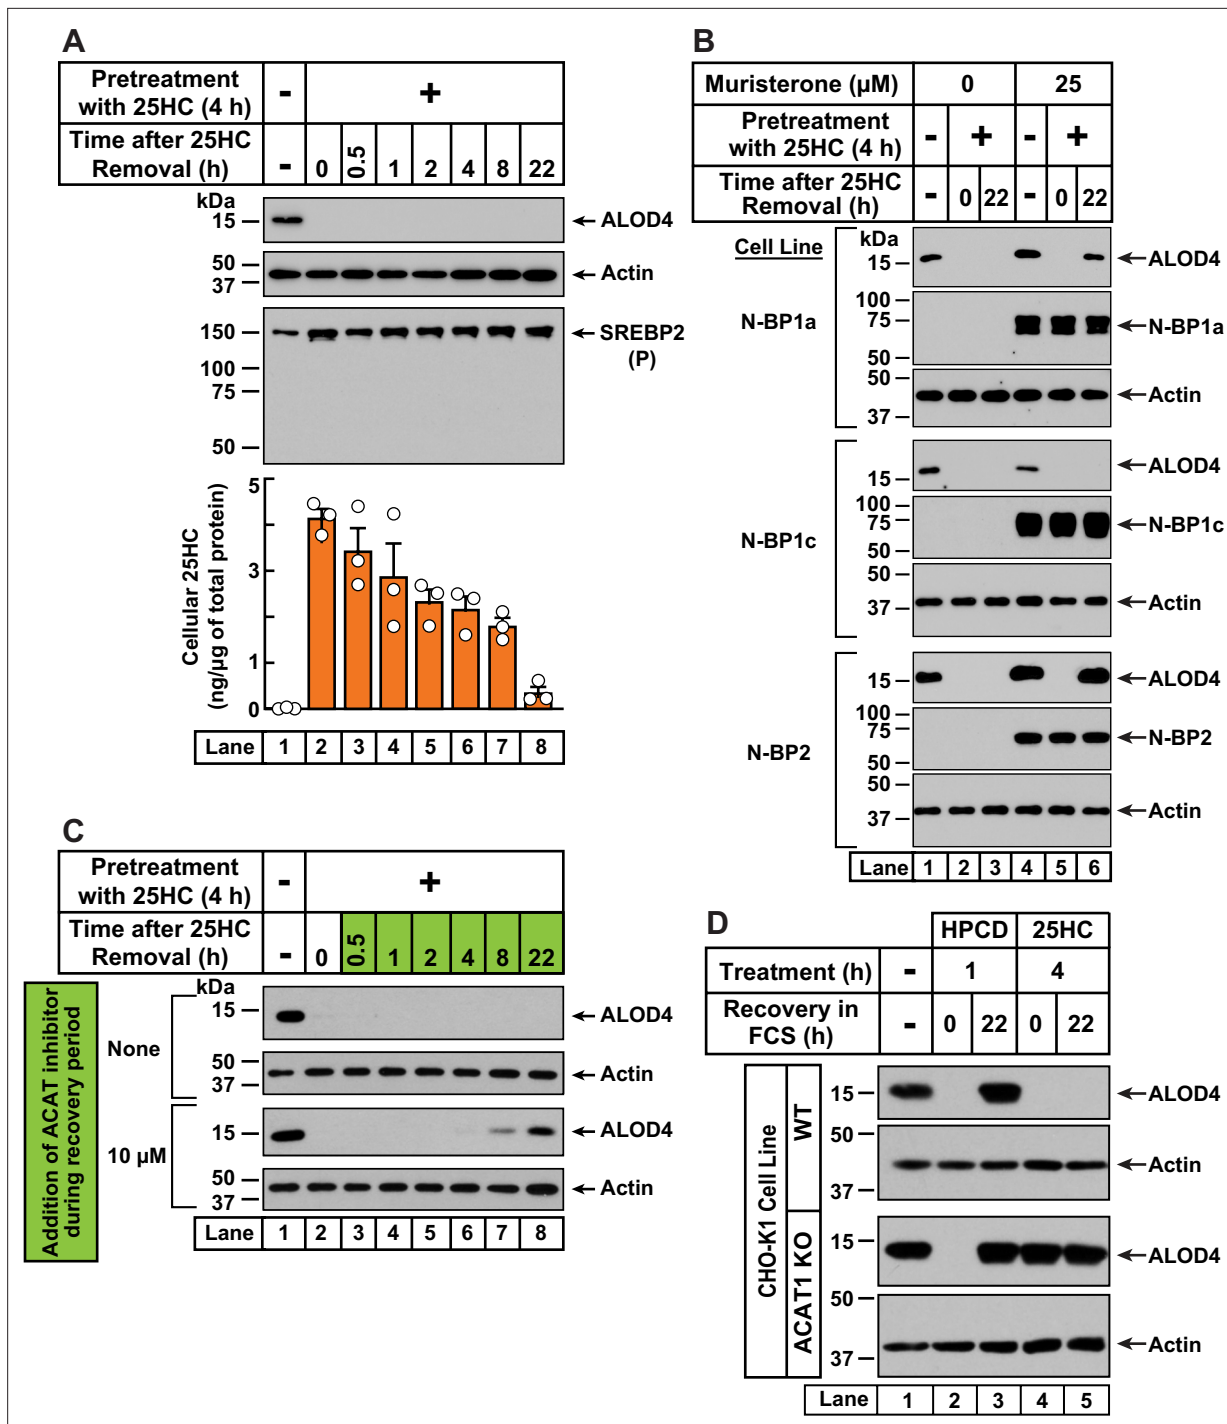 A
Pretreatment with 25HC (4 h) - +
Time after 25HC Removal (h) - 0 0.5 1 2 4 8 22
kDa
15 ALOD4
50
37 Actin
150 SREBP2 (P)
100
75
50
Cellular 25HC (ng/µg of total protein)
5
3
1
0
Lane 1 2 3 4 5 6 7 8
B
Muristerone (µM) 0 25
Pretreatment with 25HC (4 h) - + - +
Time after 25HC Removal (h) - 0 22 - 0 22
Cell Line
kDa
15 ALOD4
N-BP1a
100
75 N-BP1a
50
50
Actin
37
15 ALOD4
N-BP1c
100
75 N-BP1c
50
50
37 Actin
15 ALOD4
N-BP2
100
75 N-BP2
50
50
37 Actin
Lane 1 2 3 4 5 6
C
Pretreatment with 25HC (4 h) - +
Time after 25HC Removal (h) - 0 0.5 1 2 4 8 22
Addition of ACAT inhibitor during recovery period
kDa
None
15 ALOD4
50
37 Actin
10 µM
15 ALOD4
50
37 Actin
Lane 1 2 3 4 5 6 7 8
D
HPCD 25HC
Treatment (h) - 1 4
Recovery in FCS (h) - 0 22 0 22
CHO-K1 Cell Line
WT
15 ALOD4
50
Actin
37
ACAT1 KO
15 ALOD4
50
Actin
37
Lane 1 2 3 4 5